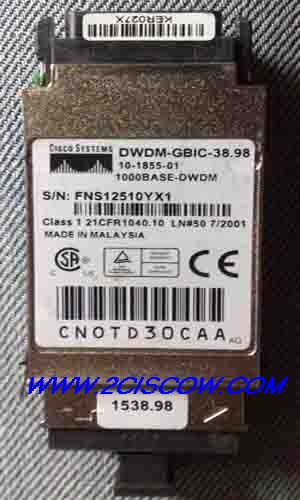 KER027X
CISCO SYSTEMS
DWDM-GBIC-38.98
10-1855-01
1000BASE-DWDM
S/N: FNS12510YX1
Class 1 21CFR1040.10 LN#50 7/2001
MADE IN MALAYSIA
CNOTD30CAA AG
WWW.2CISCOW.COM
1538.98